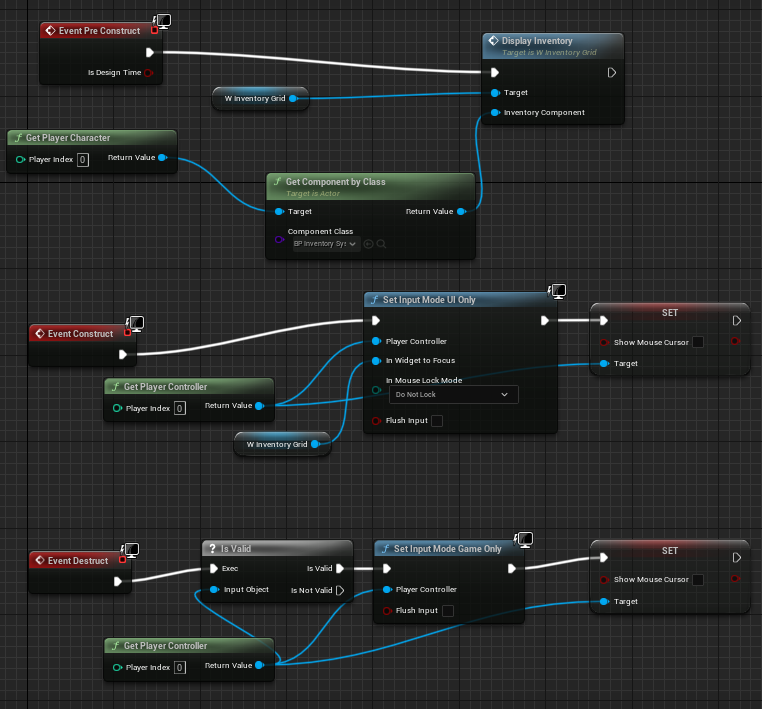 Event Pre Construct
Is Design Time
Display Inventory
Target is W Inventory Grid
Target
Inventory Component
W Inventory Grid
f Get Player Character
Player Index 0
Return Value
f Get Component by Class
Target is Actor
Target
Return Value
Component Class
BP Inventory Sys
Event Construct
f Set Input Mode UI Only
Player Controller
In Widget to Focus
In Mouse Lock Mode
Do Not Lock
Flush Input
SET
Show Mouse Cursor
Target
f Get Player Controller
Player Index 0
Return Value
W Inventory Grid
Event Destruct
? Is Valid
Exec
Is Valid
Input Object
Is Not Valid
f Set Input Mode Game Only
Player Controller
Flush Input
SET
Show Mouse Cursor
Target
f Get Player Controller
Player Index 0
Return Value